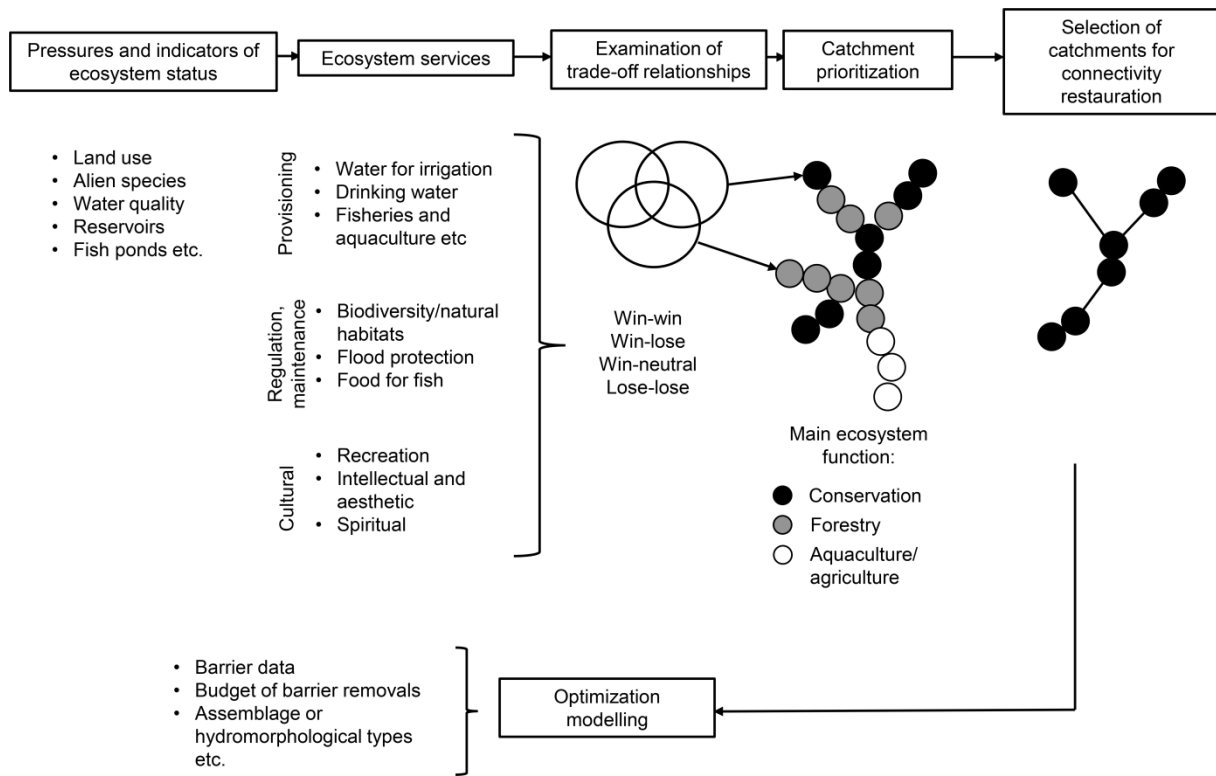 Pressures and indicators of
ecosystem status
Ecosystem services
Examination of
trade-off relationships
Catchment
prioritization
Selection of
catchments for
connectivity
restauration
• Land use
• Alien species
• Water quality
• Reservoirs
• Fish ponds etc.
Provisioning
• Water for irrigation
• Drinking water
• Fisheries and
aquaculture etc
Regulation,
maintenance
• Biodiversity/natural
habitats
• Flood protection
• Food for fish
Cultural
• Recreation
• Intellectual and
aesthetic
• Spiritual
Win-win
Win-lose
Win-neutral
Lose-lose
Main ecosystem
function:
Conservation
Forestry
Aquaculture/
agriculture
• Barrier data
• Budget of barrier removals
• Assemblage or
hydromorphological types
etc.
Optimization
modelling